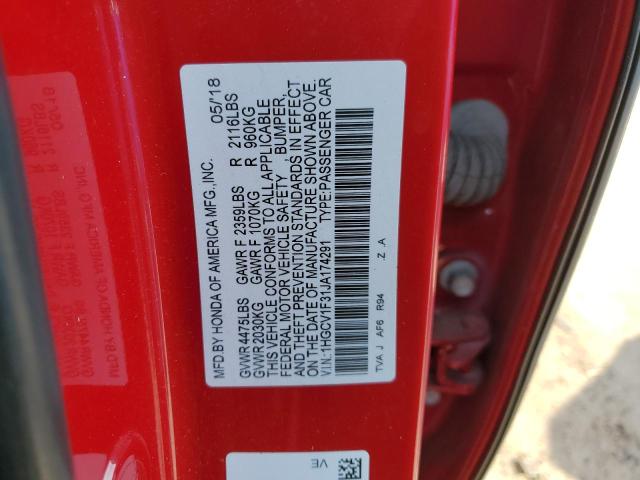 MFD.BY HONDA OF AMERICA MFG.,INC. 05/18
GVWR 4475LBS GAWR F 2359LBS R 2116LBS
GVWR 2030KG GAWR F 1070KG R 960KG
THIS VEHICLE CONFORMS TO ALL APPLICABLE
FEDERAL MOTOR VEHICLE SAFETY , BUMPER,
AND THEFT PREVENTION STANDARDS IN EFFECT
ON THE DATE OF MANUFACTURE SHOWN ABOVE.
V.I.N.:1HGCV1F31JA174291 TYPE:PASSENGER CAR
TVA J AF6 R94 .Z .A